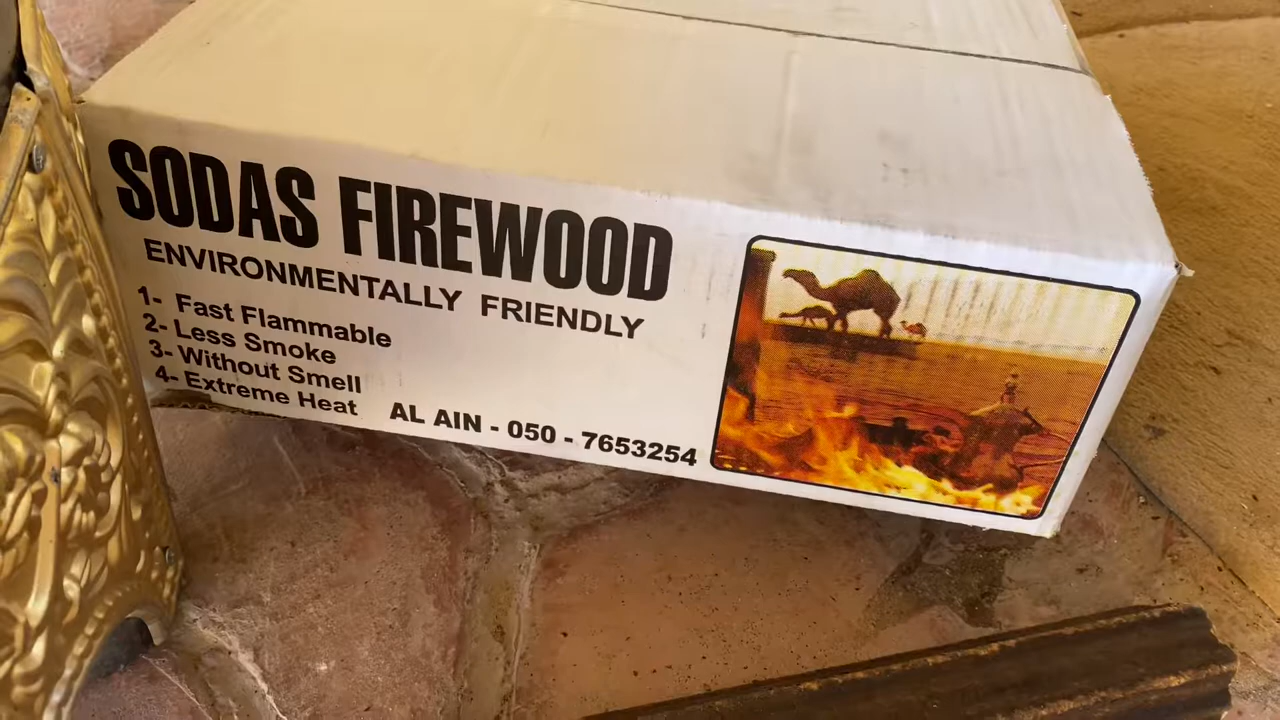 SODAS FIREWOOD
ENVIRONMENTALLY FRIENDLY
1- Fast Flammable
2- Less Smoke
3- Without Smell
4- Extreme Heat
AL AIN - 050 - 7653254